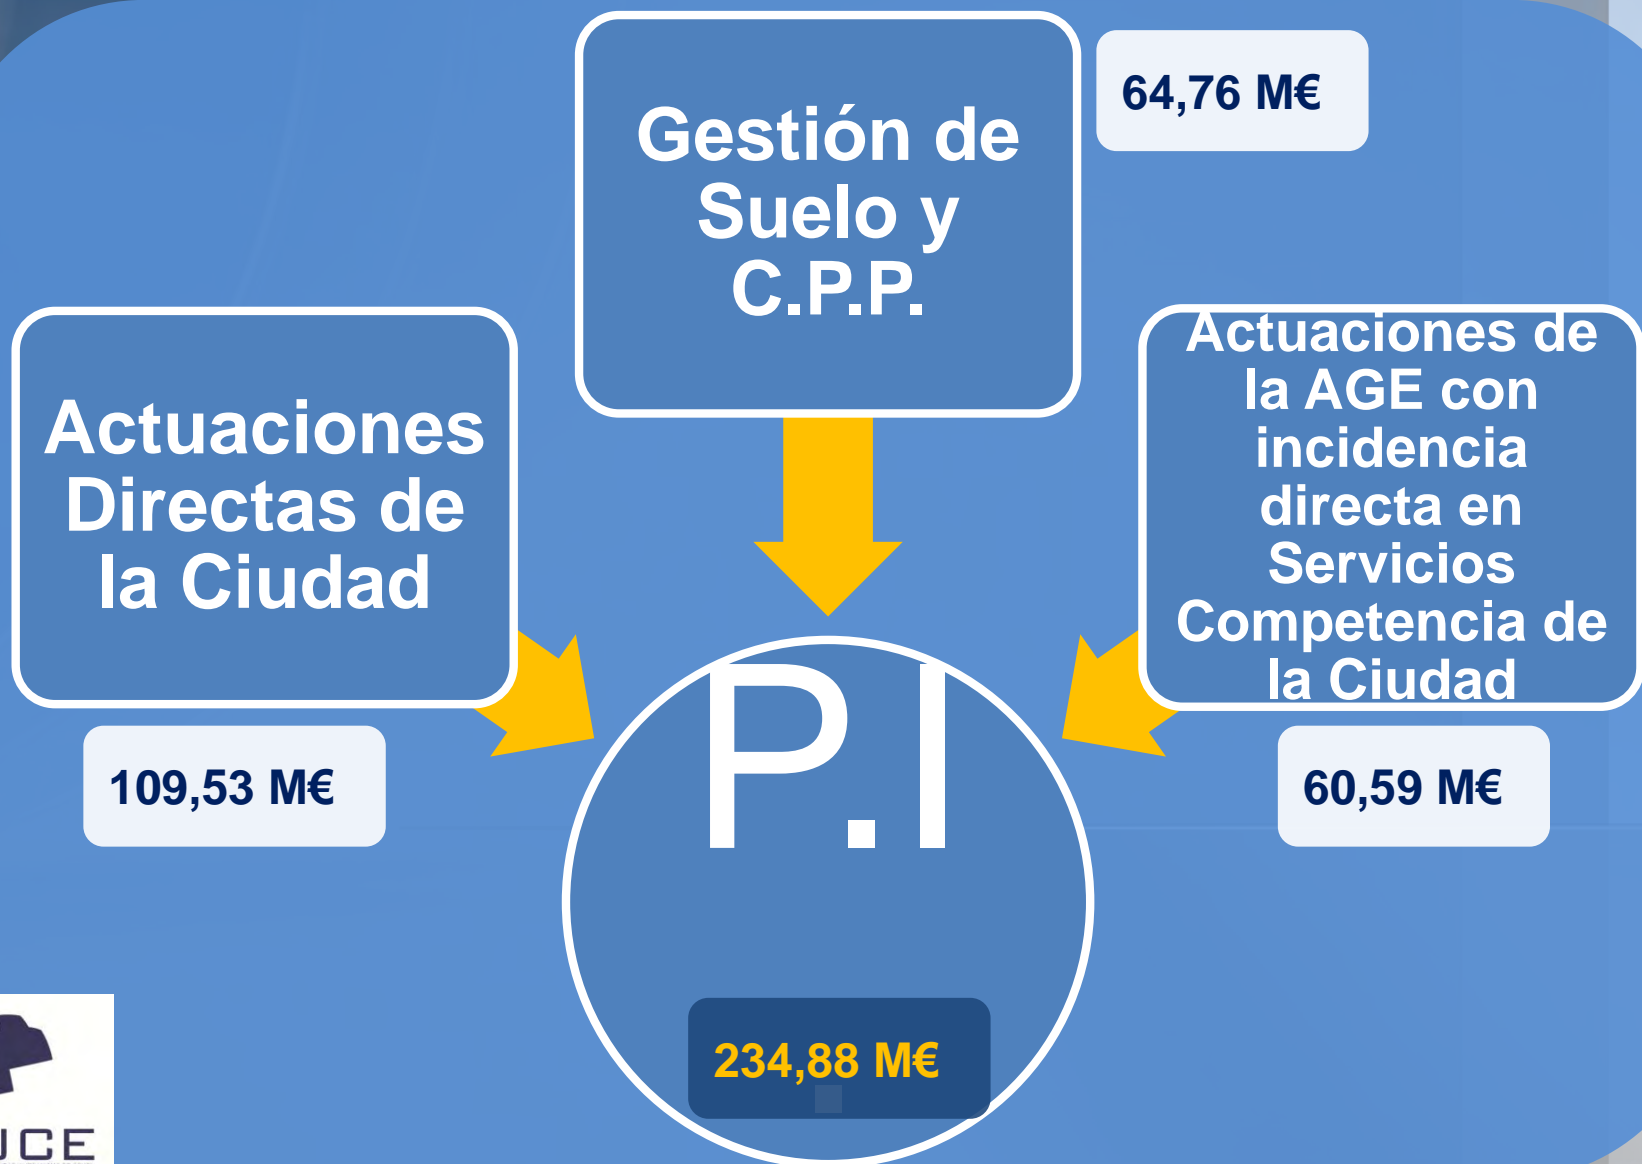 Gestión de
Suelo y
C.P.P.
64,76 M€
Actuaciones
Directas de
la Ciudad
109,53 M€
Actuaciones de
la AGE con
incidencia
directa en
Servicios
Competencia de
la Ciudad
60,59 M€
P.I
.
234,88 M€